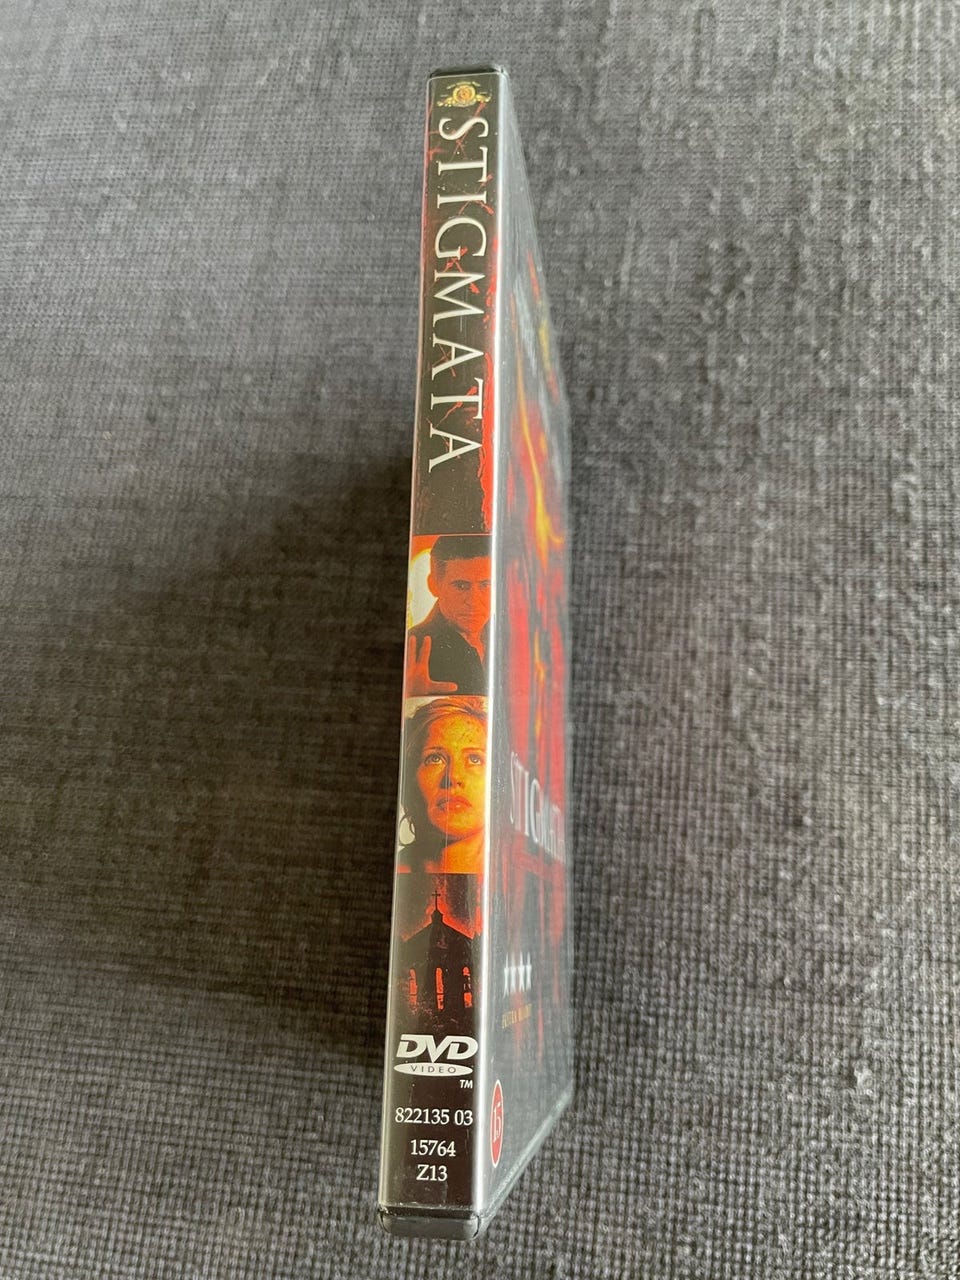 STIGMATA
DVD
VIDEO
TM
822135 03
15764
Z13
STIGMATA
15